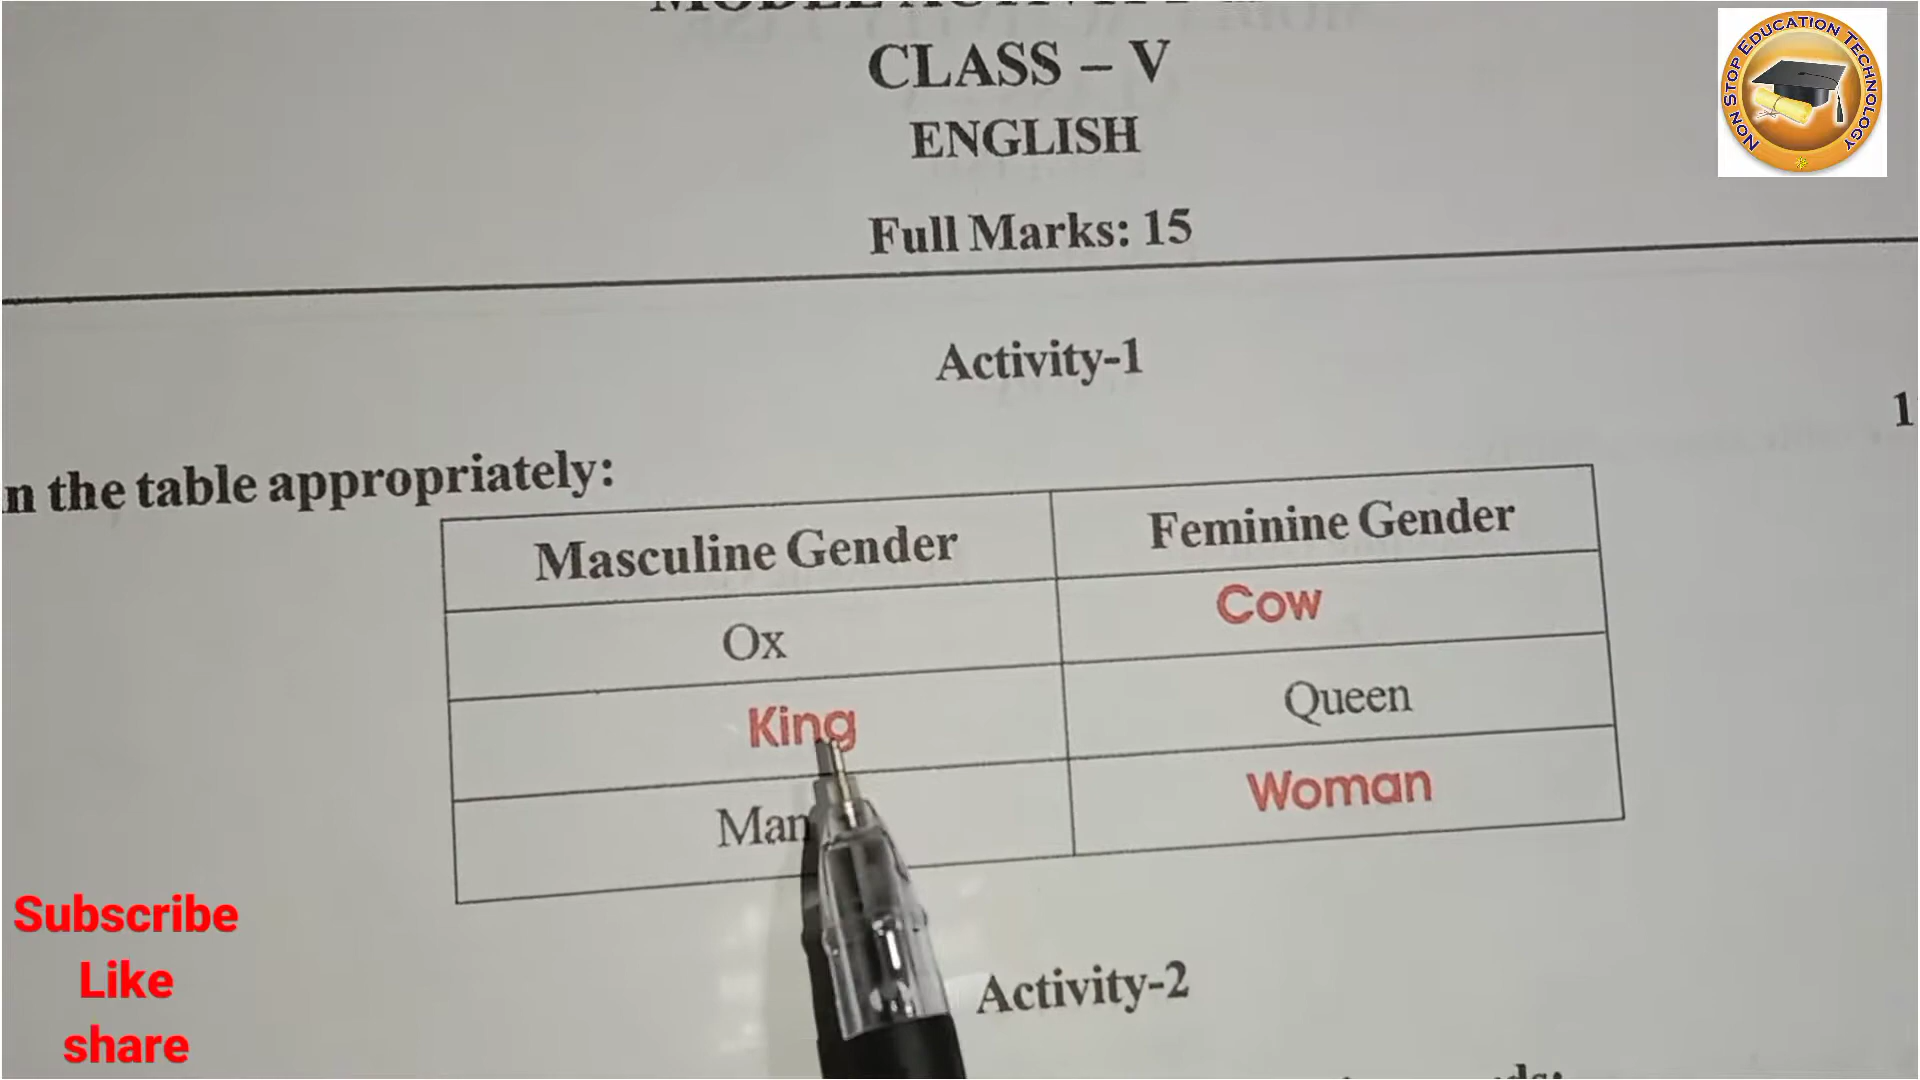 CLASS – V
ENGLISH
Full Marks: 15
NON STOP EDUCATION TECHNOLOGY
Activity-1
1
n the table appropriately:
Masculine Gender Feminine Gender
Ox Cow
King Queen
Man Woman
Subscribe
Like
share
Activity-2